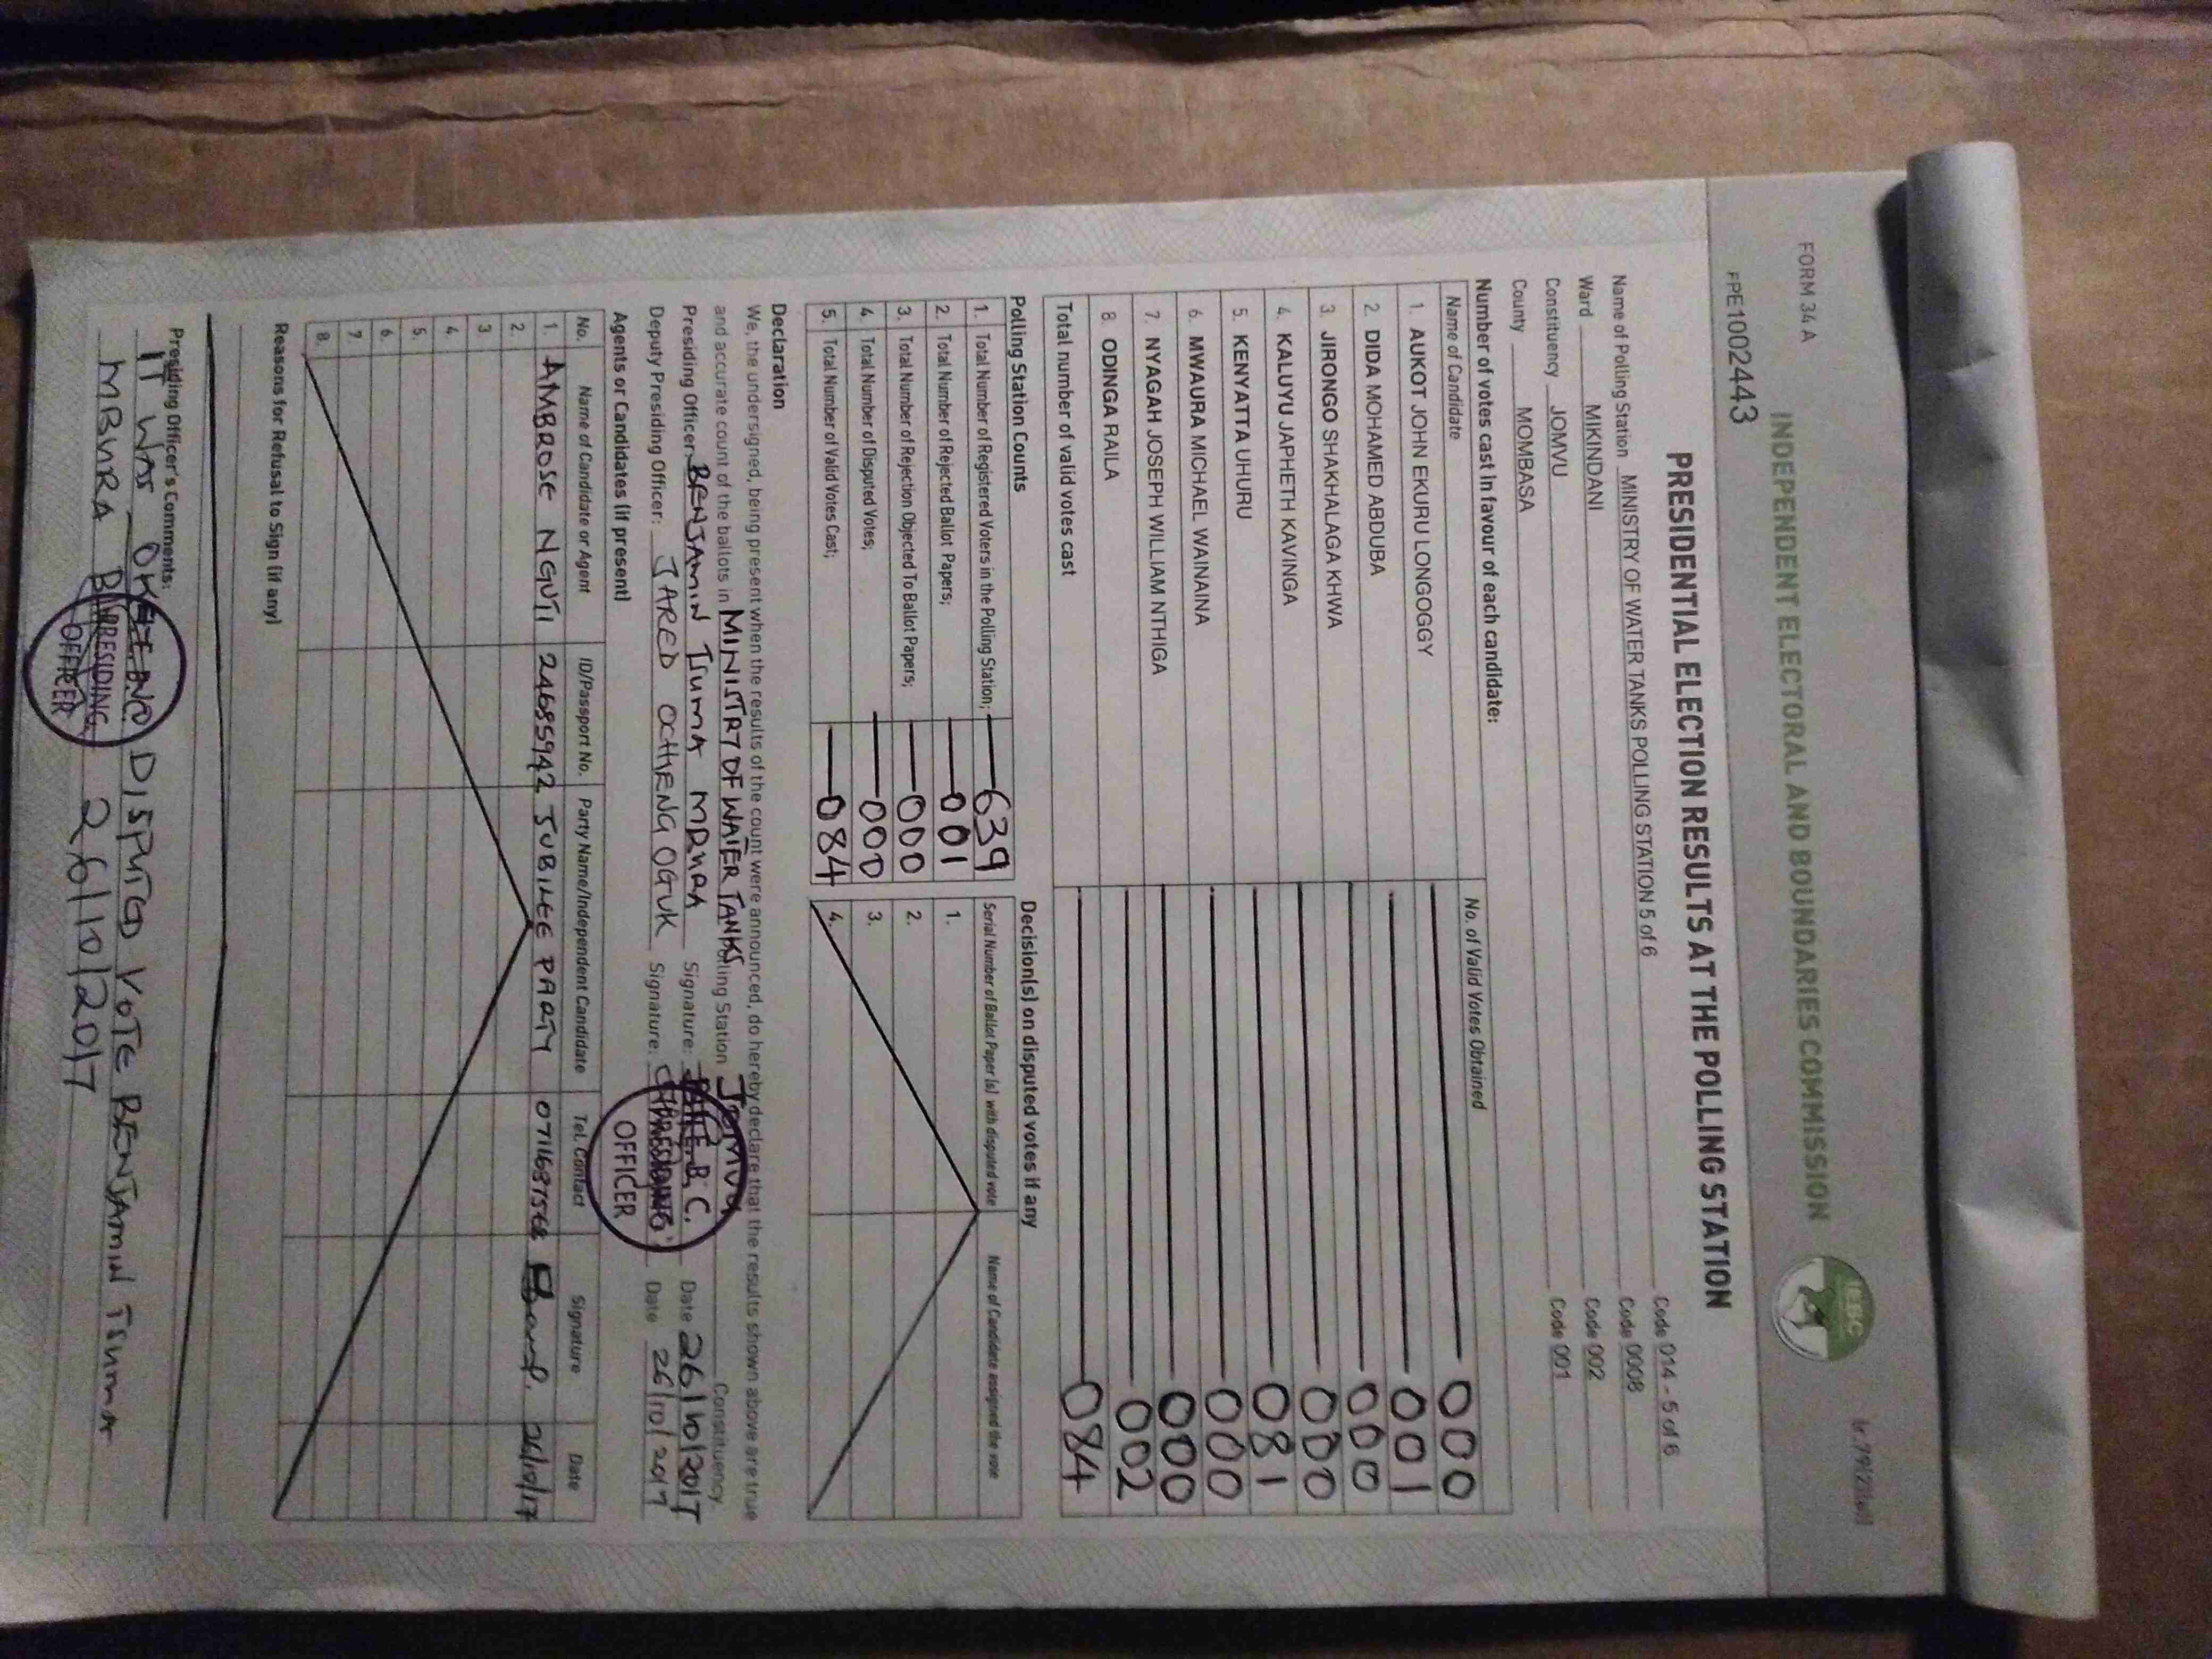 FORM 34 A
INDEPENDENT ELECTORAL AND BOUNDARIES COMMISSION
IEBC
FPE1002443
PRESIDENTIAL ELECTION RESULTS AT THE POLLING STATION
Name of Polling Station MINISTRY OF WATER TANKS POLLING STATION 5 of 6 Code 014 - 5 of 6
Ward MIKINDANI Code 0008
Constituency JOMVU Code 002
County MOMBASA Code 001
Number of votes cast in favour of each candidate:
Name of Candidate No. of Valid Votes Obtained
1. AUKOT JOHN EKURU LONGOGGY 000
2. DIDA MOHAMED ABDUBA 001
3. JIRONGO SHAKHALAGA KHWA 000
4. KALUYU JAPHETH KAVINGA 000
5. KENYATTA UHURU 081
6. MWAURA MICHAEL WAINAINA 000
7. NYAGAH JOSEPH WILLIAM NTHIGA 000
8. ODINGA RAILA 002
Total number of valid votes cast 084
Polling Station Counts
1. Total Number of Registered Voters in the Polling Station; 639
2. Total Number of Rejected Ballot Papers; 001
3. Total Number of Rejection Objected To Ballot Papers; 000
4. Total Number of Disputed Votes; 000
5. Total Number of Valid Votes Cast; 084
Decision(s) on disputed votes if any
Serial Number of Ballot Paper (s) with disputed vote Name of Candidate assigned the vote
1.
2.
3.
4.
Declaration
We, the undersigned, being present when the results of the count were announced, do hereby declare that the results shown above are true
and accurate count of the ballots in MINISTRY OF WATER TANKS Polling Station Jomvu Constituency
Presiding Officer: BENJAMIN TSUMA MBURA Signature: Date 26/10/2017
Deputy Presiding Officer: JARED OCHIENG OGUK Signature: Date 26/10/2017
PRESIDING
OFFICER
Agents or Candidates (if present)
No. Name of Candidate or Agent ID/Passport No. Party Name/Independent Candidate Tel. Contact Signature Date
1. AMBROSE NGUTI 24685942 JUBILEE PARTY 26/10/17
2.
3
4
5.
6.
7
8.
Reasons for Refusal to Sign (if any)
Presiding Officer's Comments:
IT WAS OK DISPUTED VOTE BENJAMIN TSUMA
MBURA 26/10/2017
PRESIDING
OFFICER